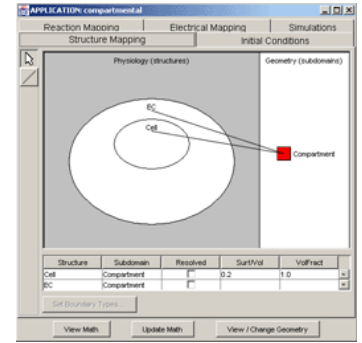 APPLICATION: compartmental
Reaction Mapping Electrical Mapping Simulations
Structure Mapping Initial Conditions
Physiology (structures) Geometry (subdomains)
EC
Cell
Compartment
Structure Subdomain Resolved Surf/Vol VolFract
Cell Compartment 0.2 1.0
EC Compartment
Set Boundary Types...
View Math Update Math View / Change Geometry